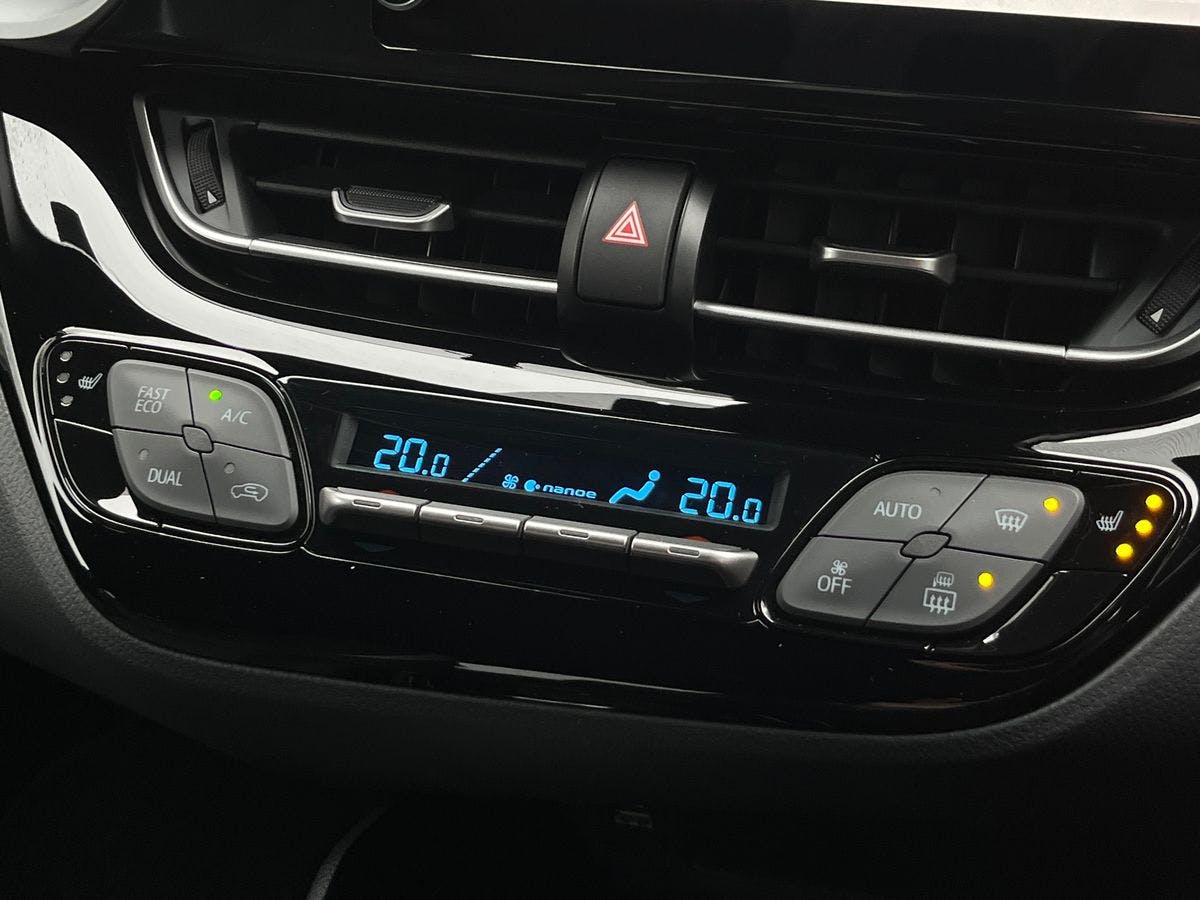 FAST
ECO
A/C
DUAL
20.0
nanoe
20.0
AUTO
OFF